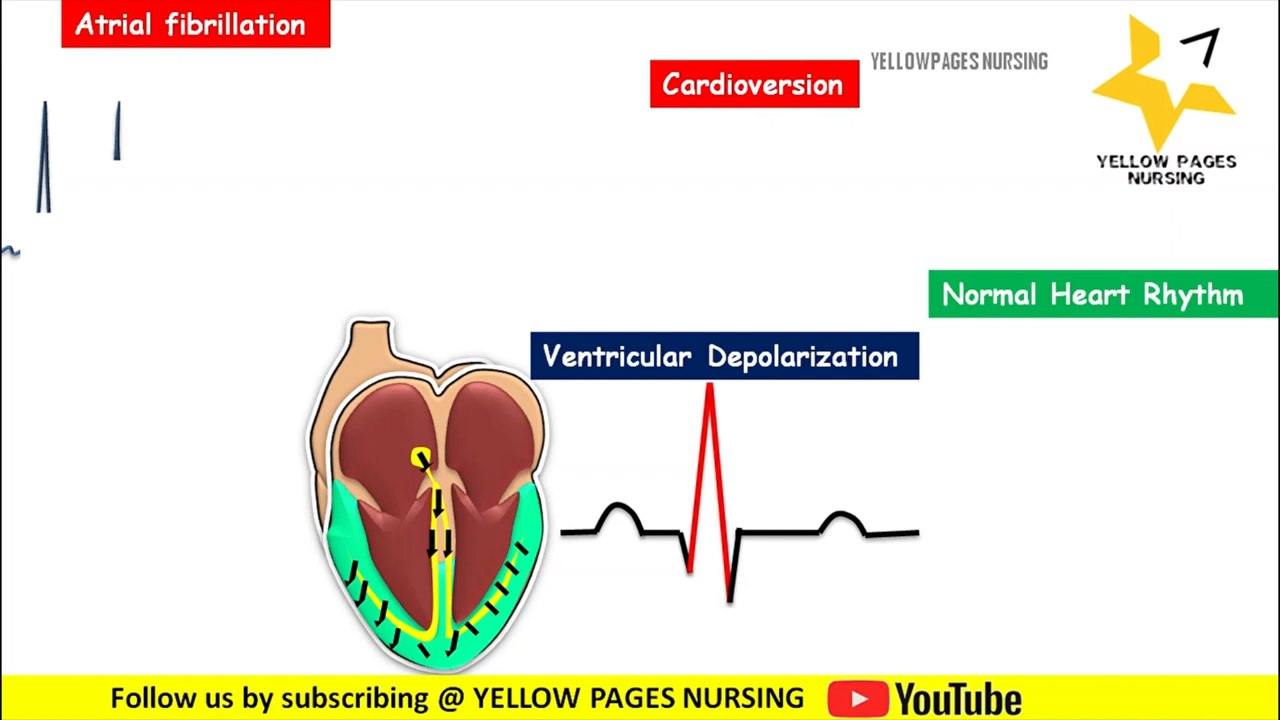 Atrial fibrillation
YELLOWPAGES NURSING
Cardioversion
YELLOW PAGES
NURSING
Normal Heart Rhythm
Ventricular Depolarization
Follow us by subscribing @ YELLOW PAGES NURSING YouTube